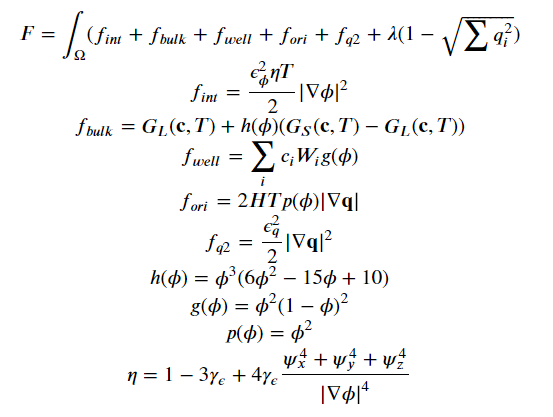 F = ∫_Ω (f_int + f_bulk + f_well + f_ori + f_q2 + λ(1 − √(∑ q_i^2))
f_int = (ϵ_ϕ^2 ηT / 2) |∇ϕ|^2
f_bulk = G_L(c, T) + h(ϕ)(G_S(c, T) − G_L(c, T))
f_well = ∑_i c_i W_i g(ϕ)
f_ori = 2HTp(ϕ)|∇q|
f_q2 = (ϵ_q^2 / 2) |∇q|^2
h(ϕ) = ϕ^3(6ϕ^2 − 15ϕ + 10)
g(ϕ) = ϕ^2(1 − ϕ)^2
p(ϕ) = ϕ^2
η = 1 − 3γ_ϵ + 4γ_ϵ (ψ_x^4 + ψ_y^4 + ψ_z^4) / |∇ϕ|^4